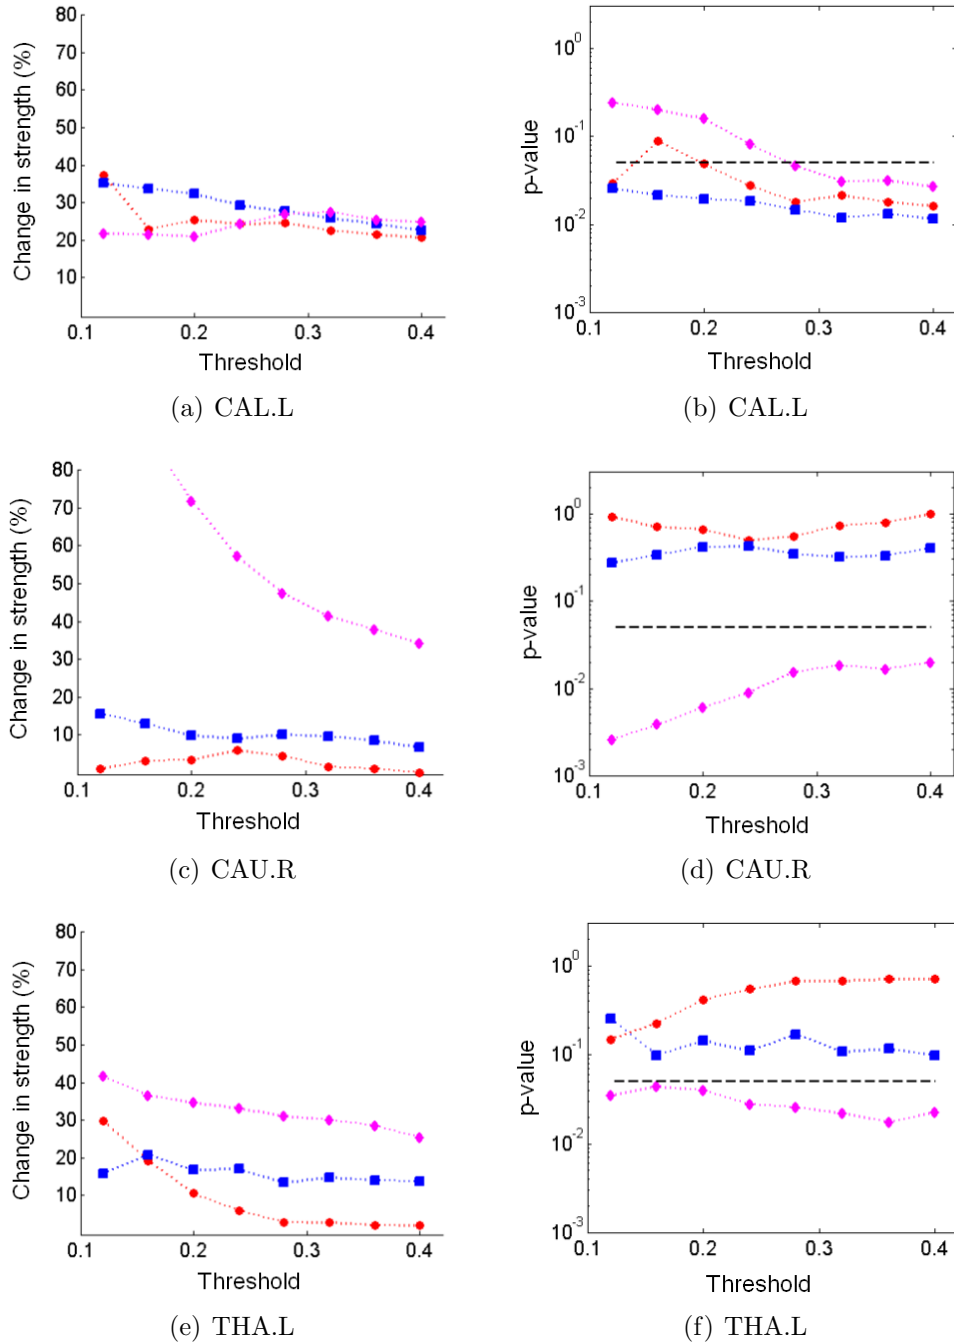 80
70
60
50
40
30
20
10
0.1 0.2 0.3 0.4
Change in strength (%)
Threshold
(a) CAL.L
10^0
10^-1
10^-2
10^-3
0.1 0.2 0.3 0.4
p-value
Threshold
(b) CAL.L
80
70
60
50
40
30
20
10
0.1 0.2 0.3 0.4
Change in strength (%)
Threshold
(c) CAU.R
10^0
10^-1
10^-2
10^-3
0.1 0.2 0.3 0.4
p-value
Threshold
(d) CAU.R
80
70
60
50
40
30
20
10
0.1 0.2 0.3 0.4
Change in strength (%)
Threshold
(e) THA.L
10^0
10^-1
10^-2
10^-3
0.1 0.2 0.3 0.4
p-value
Threshold
(f) THA.L